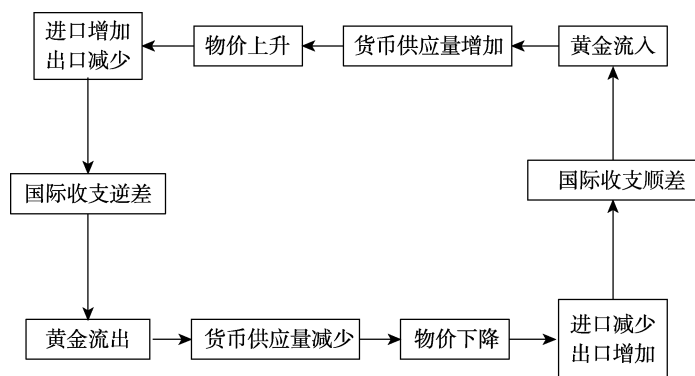 进口增加
出口减少
物价上升
货币供应量增加
黄金流入
国际收支逆差
国际收支顺差
黄金流出
货币供应量减少
物价下降
进口减少
出口增加